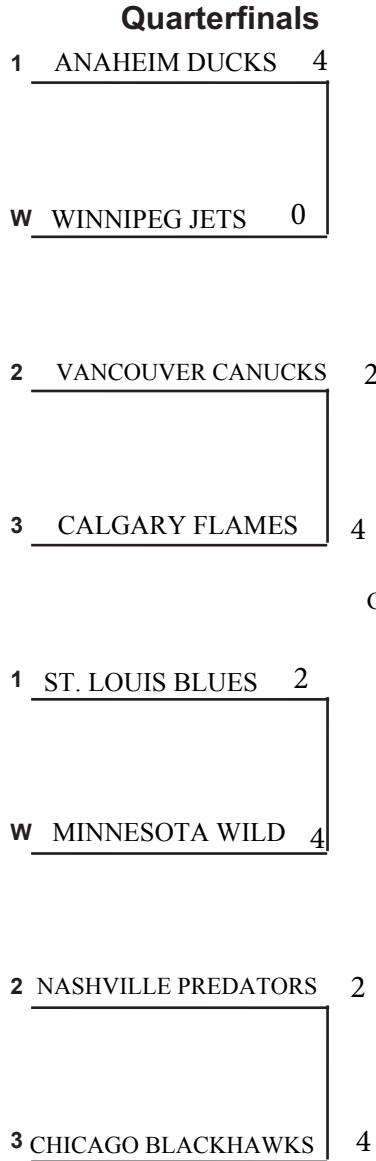 Quarterfinals
1 ANAHEIM DUCKS 4
W WINNIPEG JETS 0
2 VANCOUVER CANUCKS 2
3 CALGARY FLAMES 4
1 ST. LOUIS BLUES 2
W MINNESOTA WILD 4
2 NASHVILLE PREDATORS 2
3 CHICAGO BLACKHAWKS 4